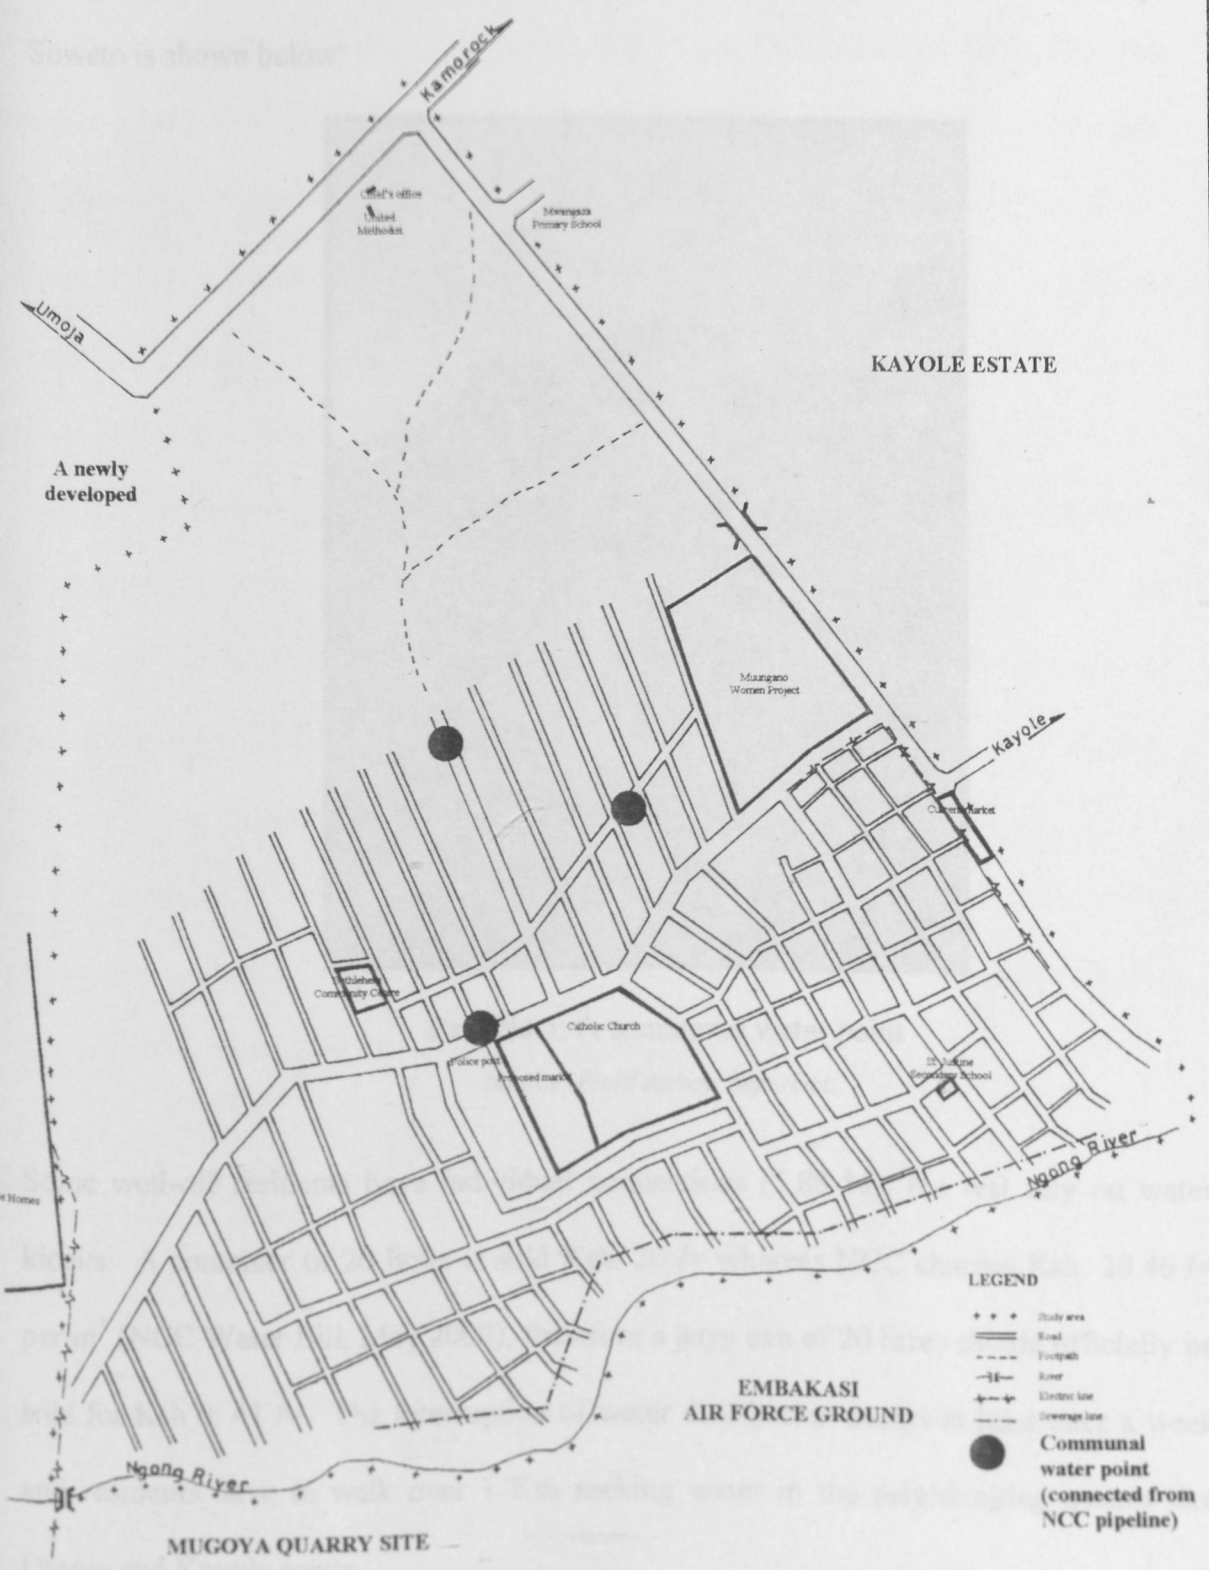 Soweto is shown below:
Kamorock
Chief's office
United
Methodist
Mwangaza
Primary School
Umoja
KAYOLE ESTATE
A newly
developed
Muungano
Women Project
Kayole
Market
Community Centre
Catholic Church
Police post
Proposed market
Secondary School
Ngong River
Homes
LEGEND
Study area
Road
Footpath
River
Electric line
Sewerage line
Communal
water point
(connected from
NCC pipeline)
EMBAKASI
AIR FORCE GROUND
Ngong River
MUGOYA QUARRY SITE